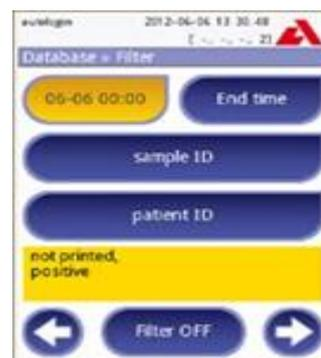 autologin 2012-06-06 13 30 48
[ -, -, -, 2]
Database » Filter
06-06 00:00 End time
sample ID
patient ID
not printed,
positive
Filter OFF